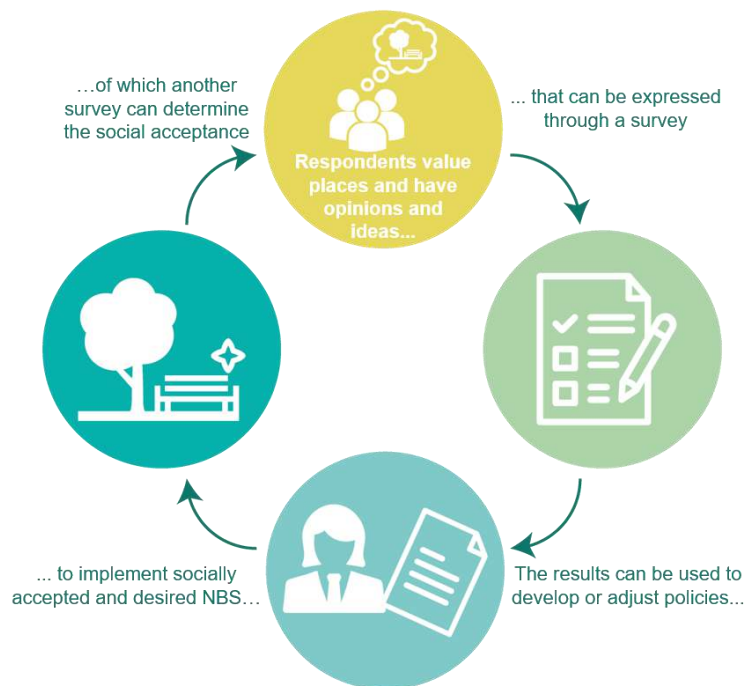 Respondents value
places and have
opinions and
ideas...
... that can be expressed
through a survey
The results can be used to
develop or adjust policies...
... to implement socially
accepted and desired NBS…
…of which another
survey can determine
the social acceptance